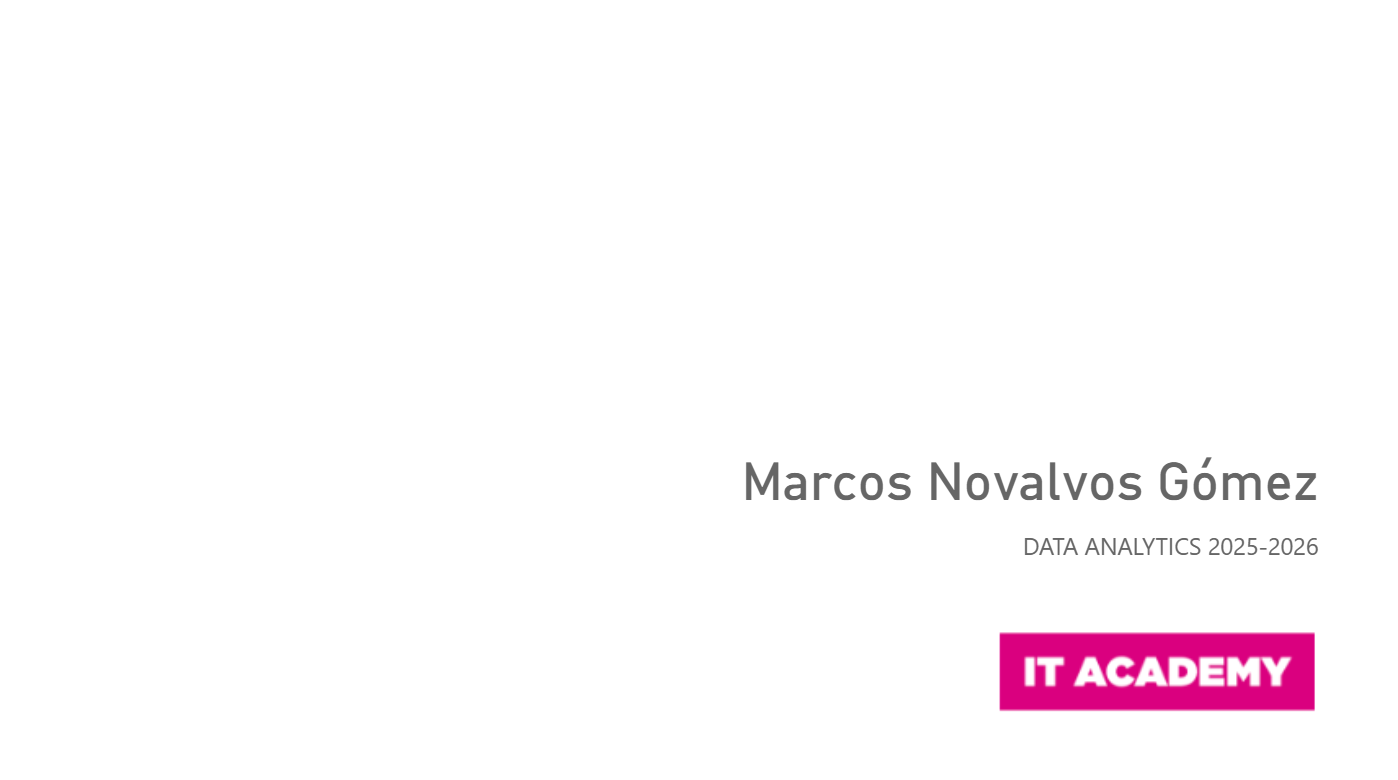 Marcos Novalvos Gómez
DATA ANALYTICS 2025-2026
IT ACADEMY